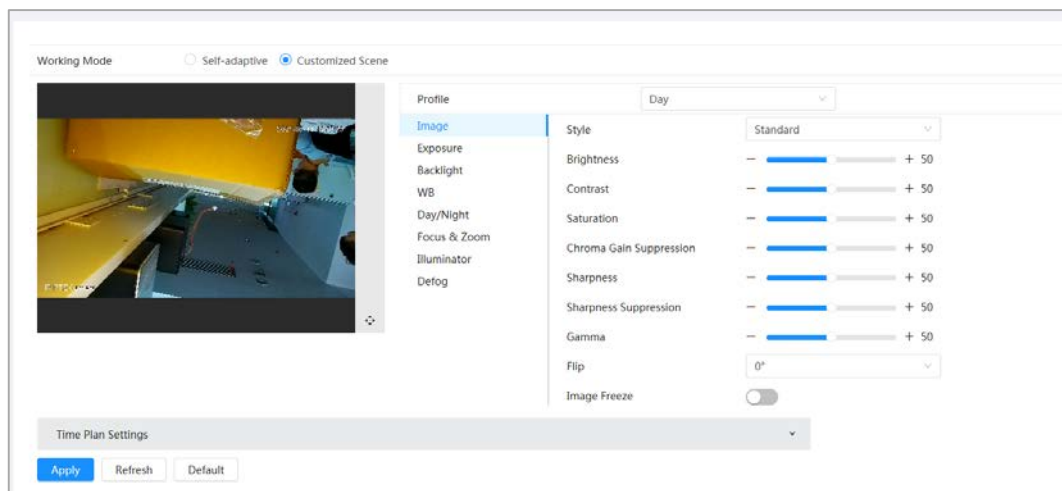 Working Mode Self-adaptive Customized Scene
Profile Day
Image
Exposure
Backlight
WB
Day/Night
Focus & Zoom
Illuminator
Defog
Style Standard
Brightness − + 50
Contrast − + 50
Saturation − + 50
Chroma Gain Suppression − + 50
Sharpness − + 50
Sharpness Suppression − + 50
Gamma − + 50
Flip 0°
Image Freeze
Time Plan Settings
Apply Refresh Default